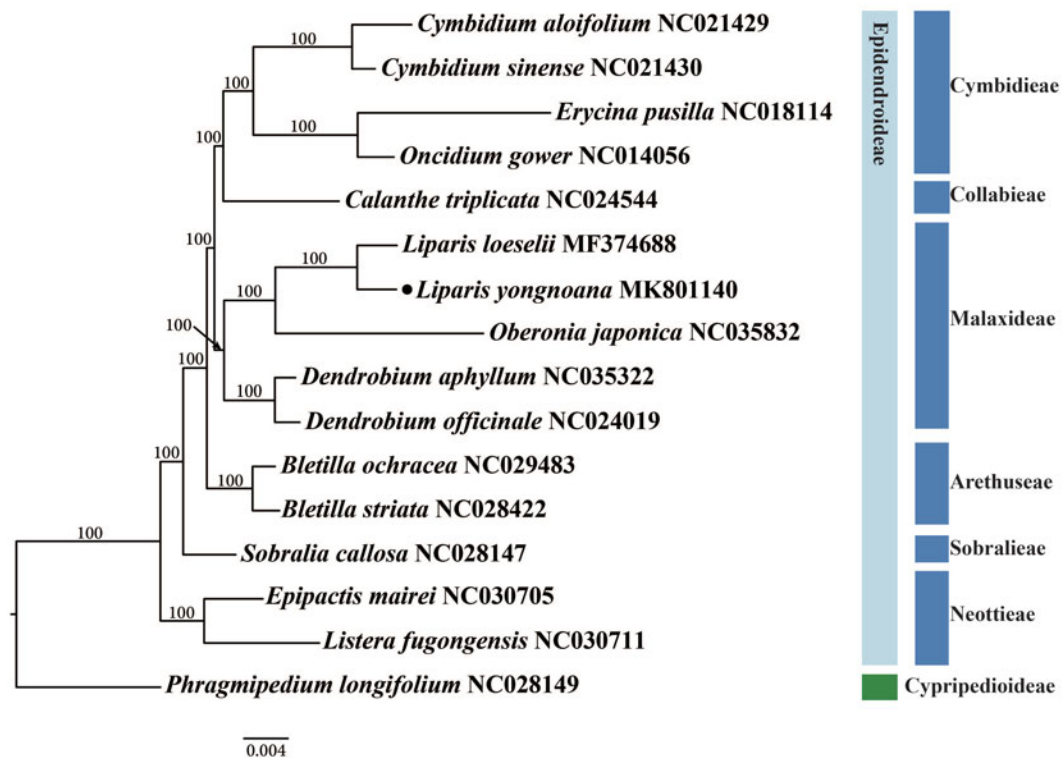 100
Cymbidium aloifolium NC021429
Cymbidium sinense NC021430
100
100
Erycina pusilla NC018114
Oncidium gower NC014056
100
Calanthe triplicata NC024544
100
Liparis loeselii MF374688
100
●Liparis yongnoana MK801140
100
Oberonia japonica NC035832
100
Dendrobium aphyllum NC035322
100
Dendrobium officinale NC024019
100
Bletilla ochracea NC029483
100
Bletilla striata NC028422
100
Sobralia callosa NC028147
100
Epipactis mairei NC030705
100
Listera fugongensis NC030711
Phragmipedium longifolium NC028149
0.004
Epidendroideae
Cymbidieae
Collabieae
Malaxideae
Arethuseae
Sobralieae
Neottieae
Cypripedioideae